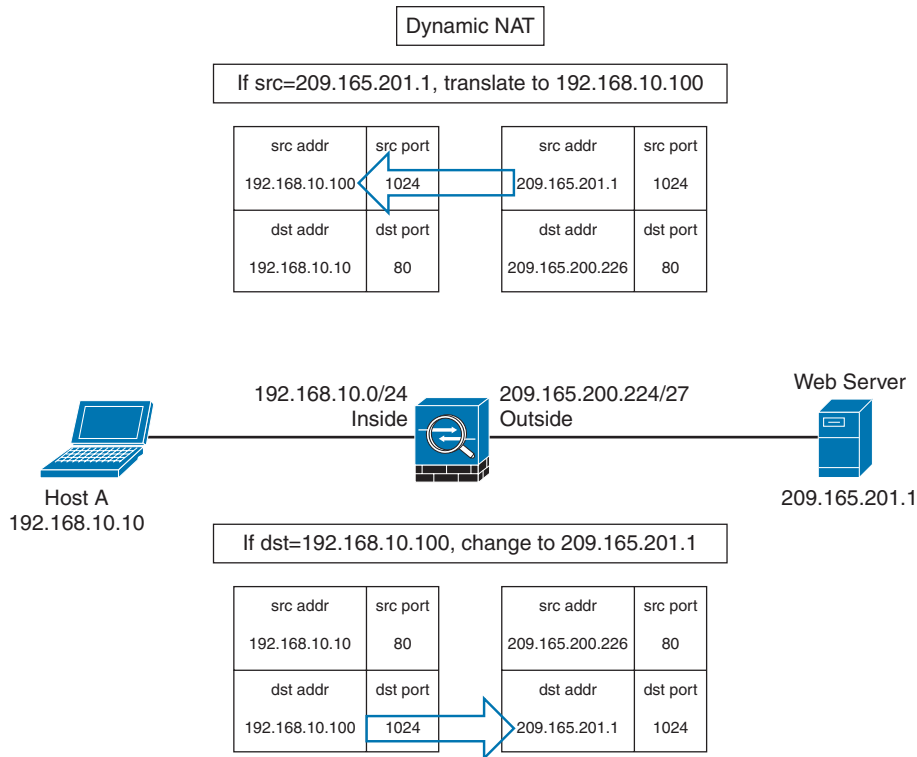 Dynamic NAT
If src=209.165.201.1, translate to 192.168.10.100
src addr src port src addr src port
192.168.10.100 1024 209.165.201.1 1024
dst addr dst port dst addr dst port
192.168.10.10 80 209.165.200.226 80
192.168.10.0/24 209.165.200.224/27 Web Server
Inside Outside
Host A 209.165.201.1
192.168.10.10
If dst=192.168.10.100, change to 209.165.201.1
src addr src port src addr src port
192.168.10.10 80 209.165.200.226 80
dst addr dst port dst addr dst port
192.168.10.100 1024 209.165.201.1 1024